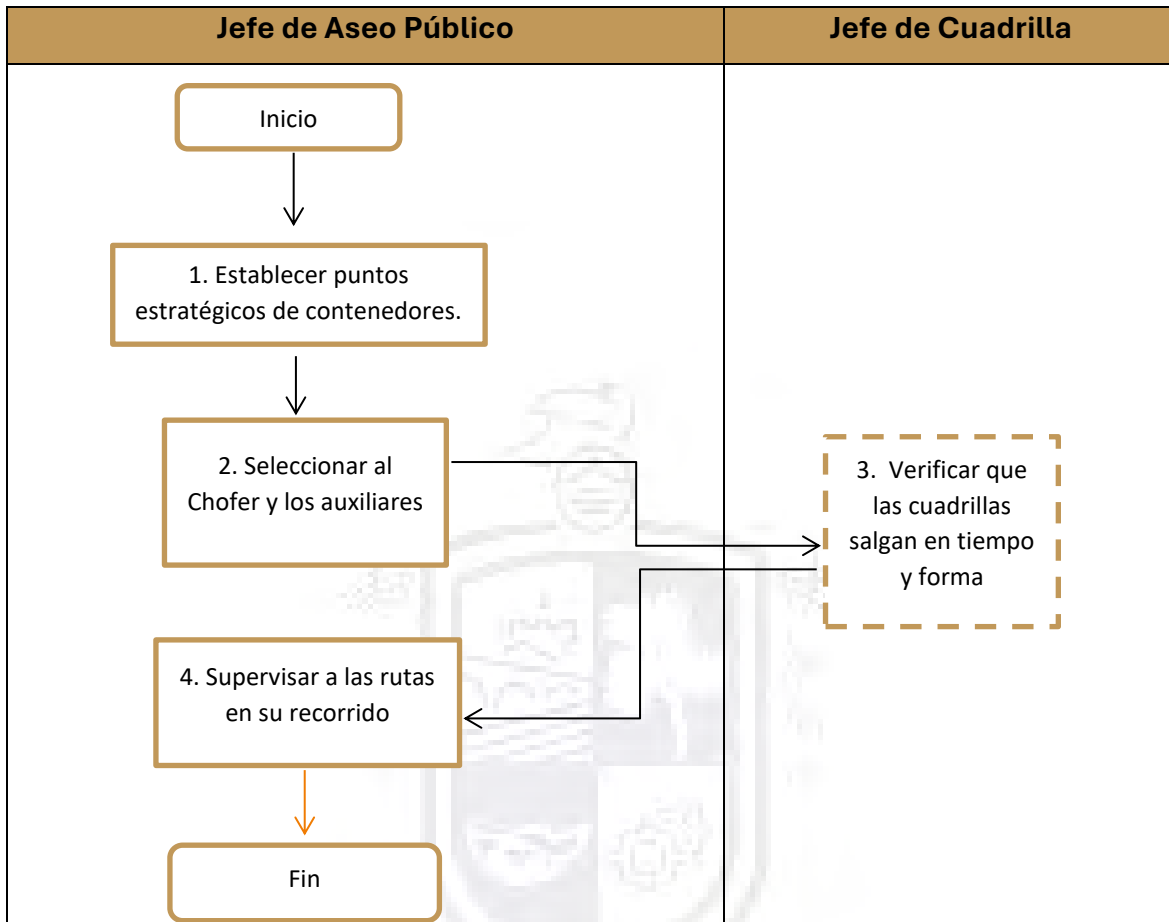 Jefe de Aseo Público
Jefe de Cuadrilla
Inicio
1. Establecer puntos
estratégicos de contenedores.
2. Seleccionar al
Chofer y los auxiliares
3. Verificar que
las cuadrillas
salgan en tiempo
y forma
4. Supervisar a las rutas
en su recorrido
Fin